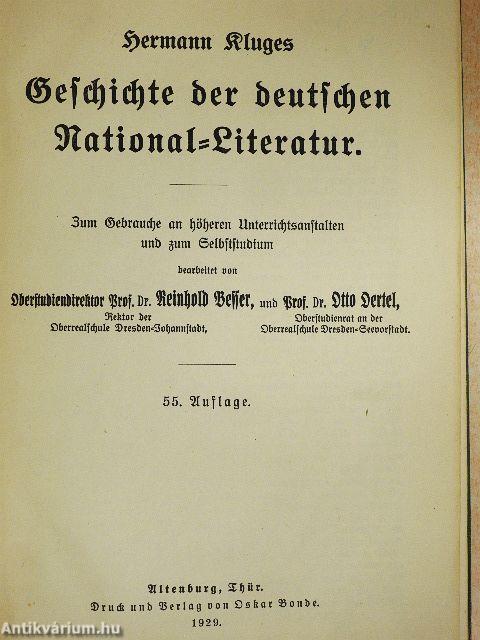 Hermann Kluges
Geschichte der deutschen
National=Literatur.
Zum Gebrauche an höheren Unterrichtsanstalten
und zum Selbststudium
bearbeitet von
Oberstudiendirektor Prof. Dr. Reinhold Besser, und Prof. Dr. Otto Oertel,
Rektor der
Oberrealschule Dresden-Johannstadt,
Oberstudienrat an der
Oberrealschule Dresden-Seevorstadt.
55. Auflage.
Altenburg, Thür.
Druck und Verlag von Oskar Bonde.
1929.
Antikvárium.hu